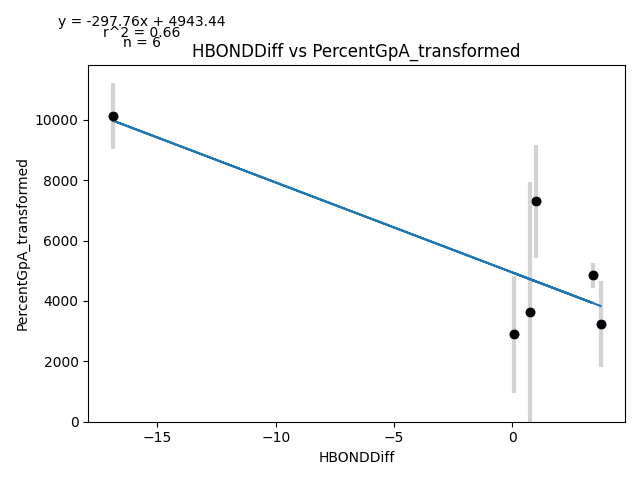 y = -297.76x + 4943.44
r^2 = 0.66
n = 6
HBONDDiff vs PercentGpA_transformed
10000
8000
6000
4000
2000
0
PercentGpA_transformed
−15
−10
−5
0
HBONDDiff